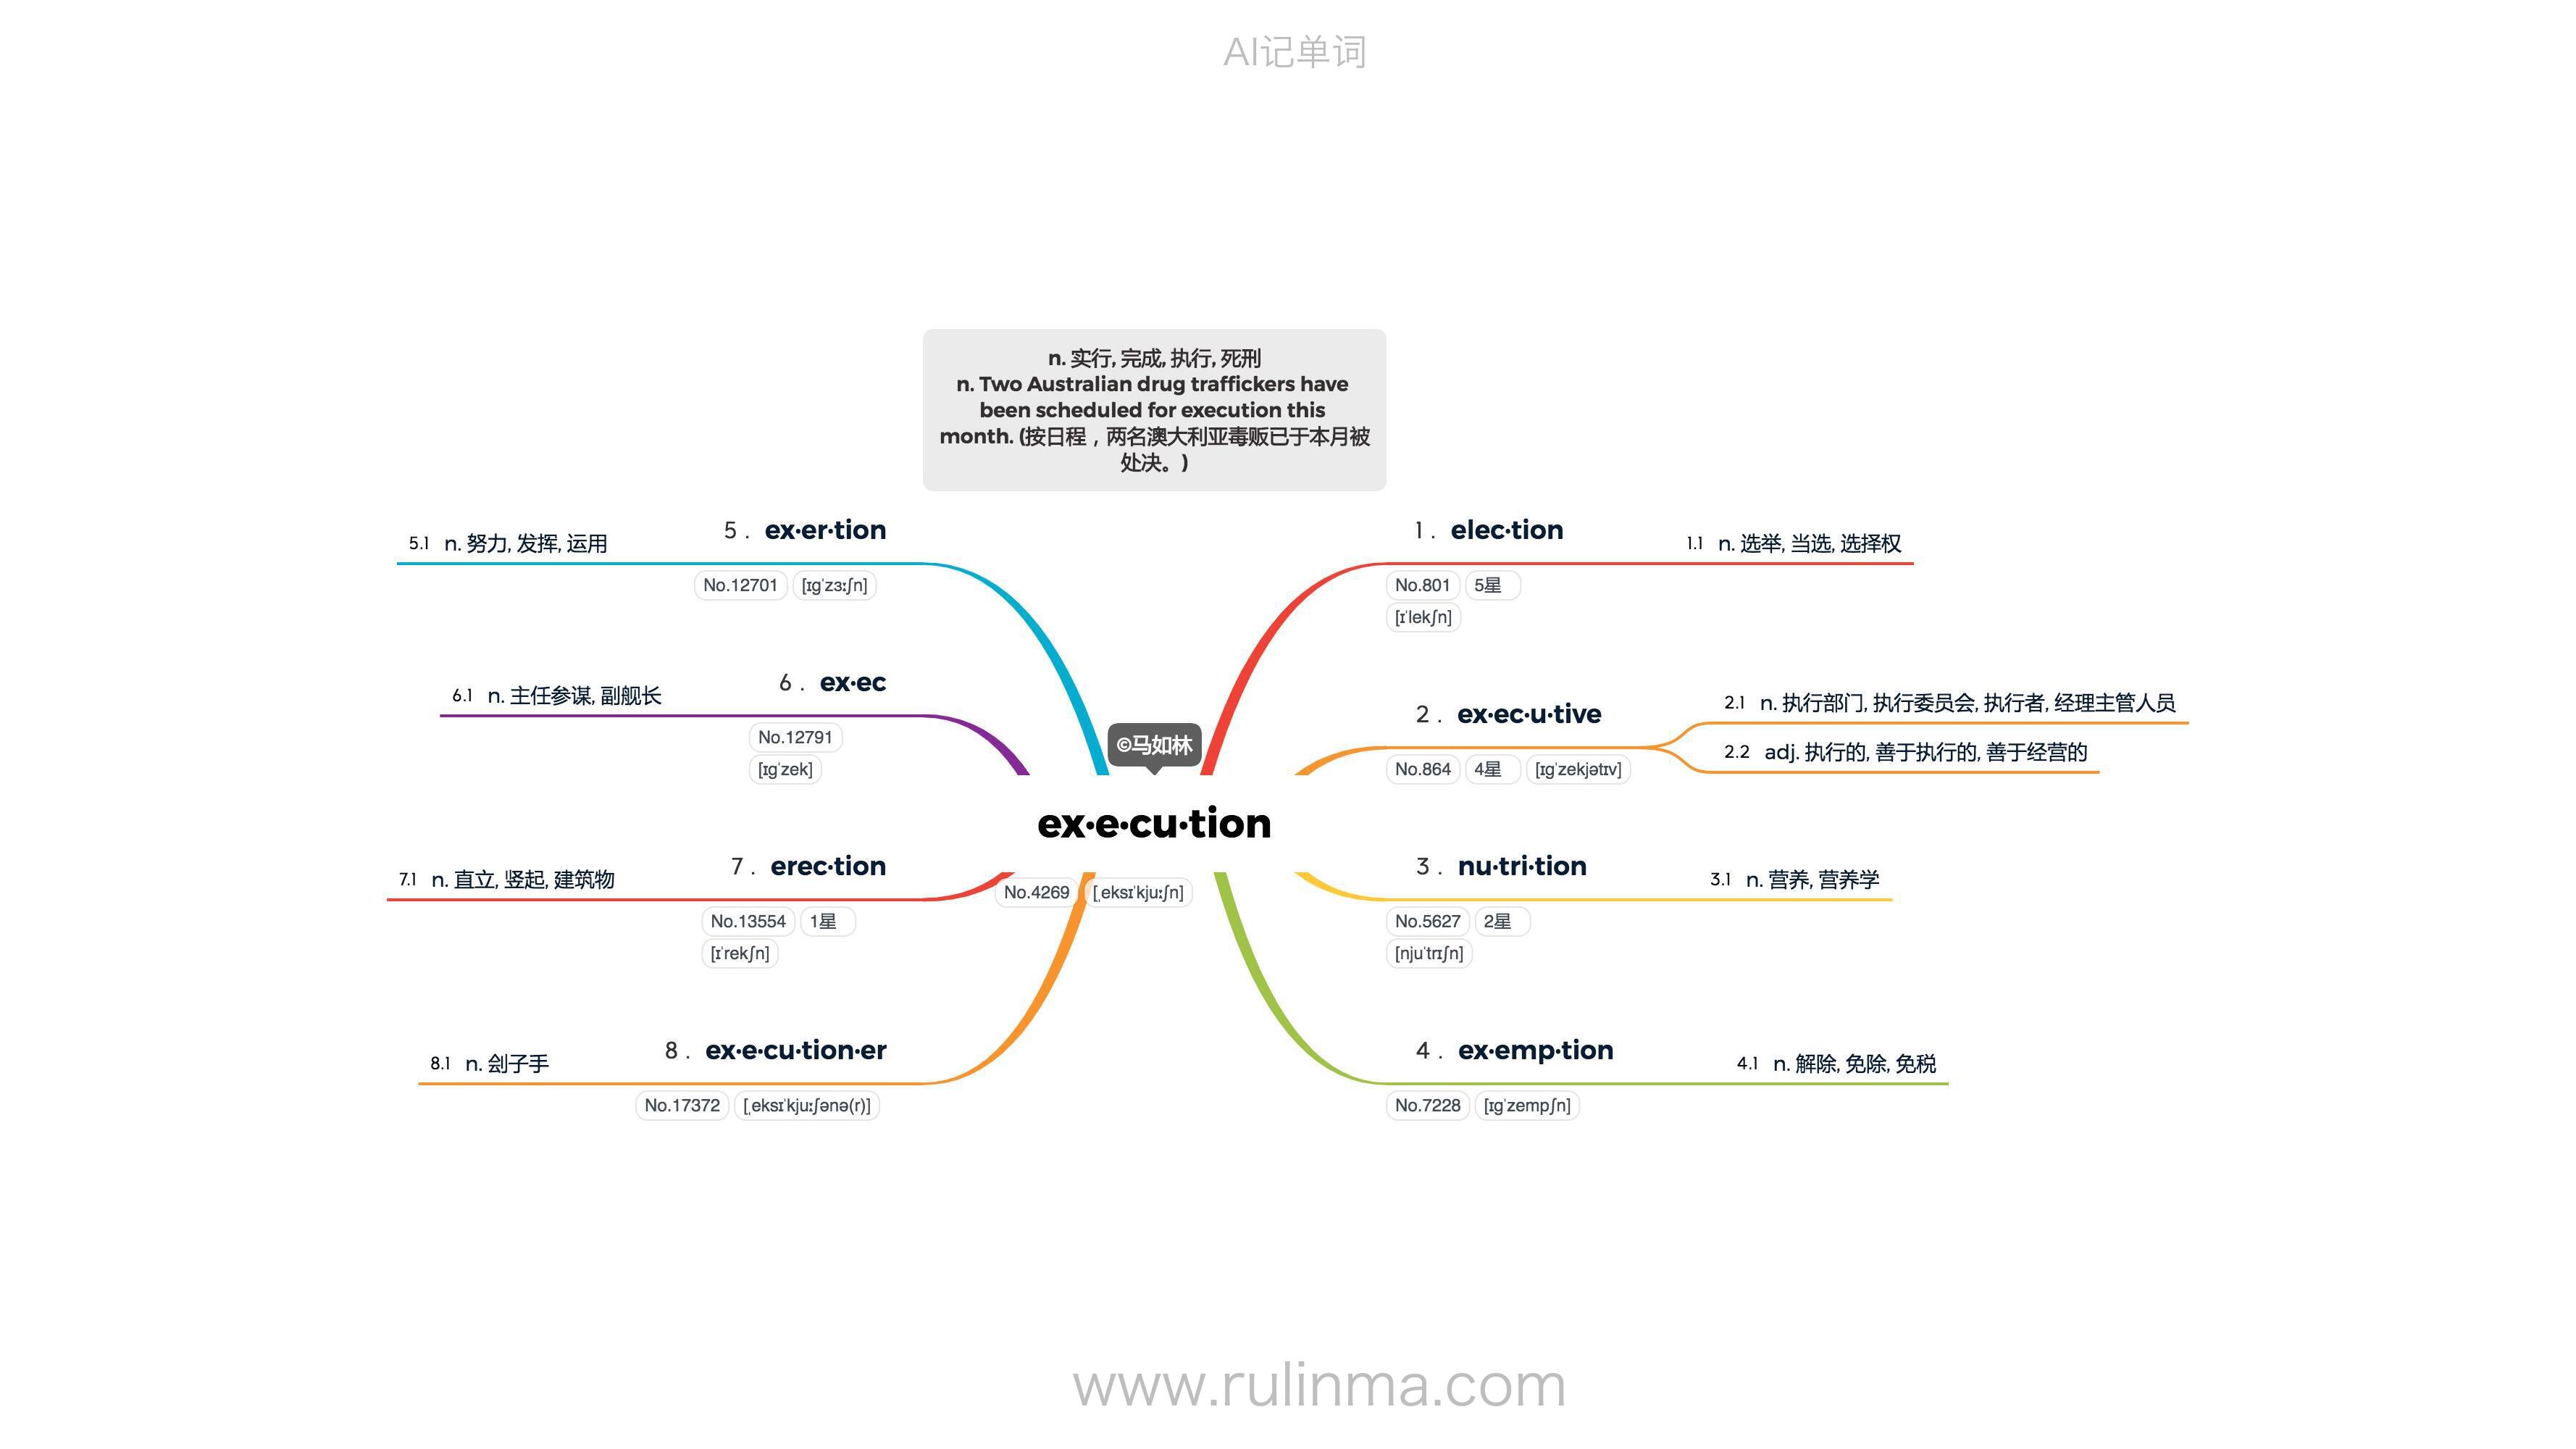 AI记单词
n. 实行, 完成, 执行, 死刑
n. Two Australian drug traffickers have
been scheduled for execution this
month. (按日程，两名澳大利亚毒贩已于本月被
处决。)
©马如林
ex·e·cu·tion
No.4269 [ˌeksɪˈkjuːʃn]
1 . elec·tion
No.801 5星
[ɪˈlekʃn]
1.1 n. 选举, 当选, 选择权
2 . ex·ec·u·tive
No.864 4星 [ɪɡˈzekjətɪv]
2.1 n. 执行部门, 执行委员会, 执行者, 经理主管人员
2.2 adj. 执行的, 善于执行的, 善于经营的
3 . nu·tri·tion
No.5627 2星
[njuˈtrɪʃn]
3.1 n. 营养, 营养学
4 . ex·emp·tion
No.7228 [ɪɡˈzempʃn]
4.1 n. 解除, 免除, 免税
5 . ex·er·tion
No.12701 [ɪɡˈzɜːʃn]
5.1 n. 努力, 发挥, 运用
6 . ex·ec
No.12791
[ɪɡˈzek]
6.1 n. 主任参谋, 副舰长
7 . erec·tion
No.13554 1星
[ɪˈrekʃn]
7.1 n. 直立, 竖起, 建筑物
8 . ex·e·cu·tion·er
No.17372 [ˌeksɪˈkjuːʃənə(r)]
8.1 n. 刽子手
www.rulinma.com